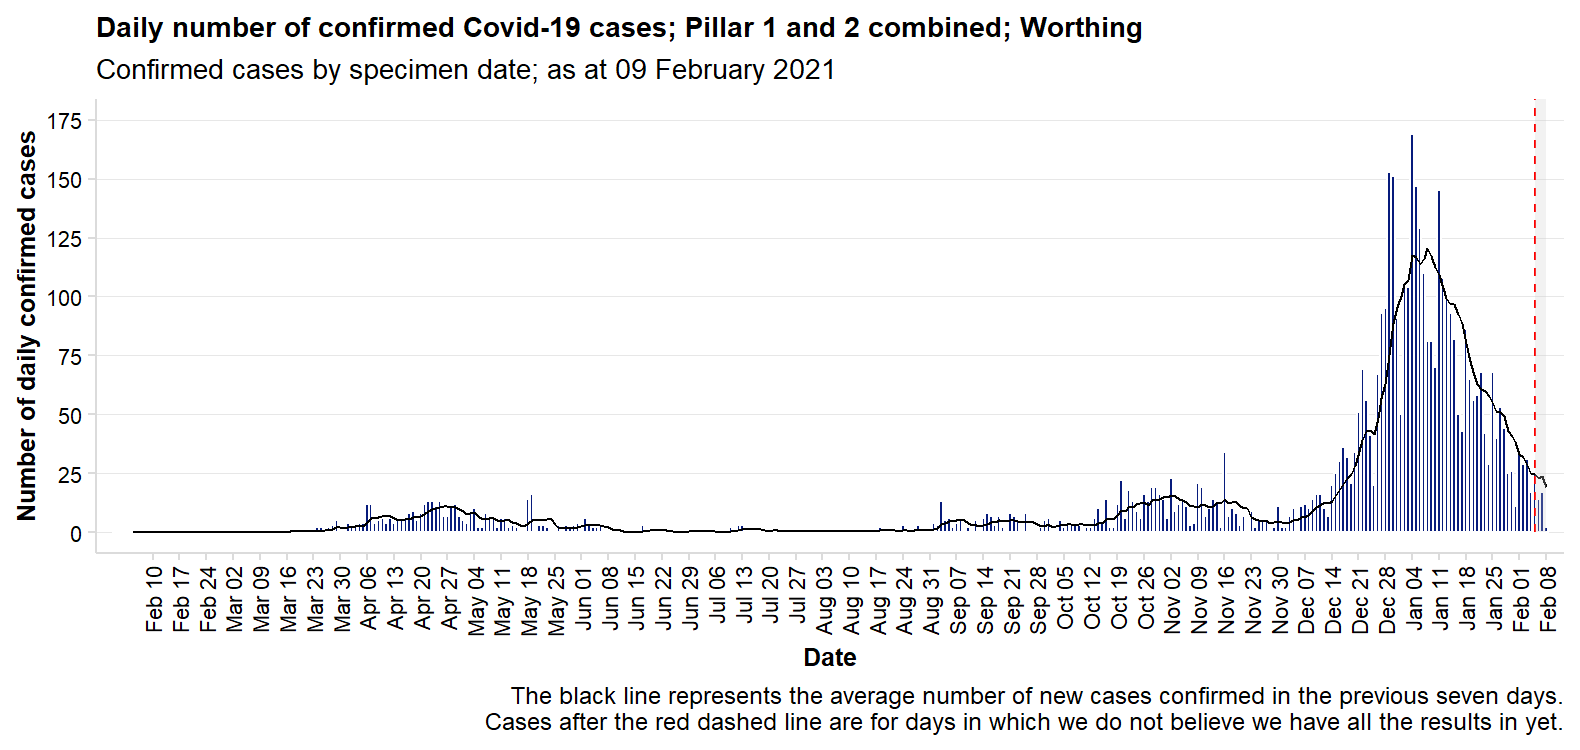 Daily number of confirmed Covid-19 cases; Pillar 1 and 2 combined; Worthing
Confirmed cases by specimen date; as at 09 February 2021
Number of daily confirmed cases
175
150
125
100
75
50
25
0
Feb 10
Feb 17
Feb 24
Mar 02
Mar 09
Mar 16
Mar 23
Mar 30
Apr 06
Apr 13
Apr 20
Apr 27
May 04
May 11
May 18
May 25
Jun 01
Jun 08
Jun 15
Jun 22
Jun 29
Jul 06
Jul 13
Jul 20
Jul 27
Aug 03
Aug 10
Aug 17
Aug 24
Aug 31
Sep 07
Sep 14
Sep 21
Sep 28
Oct 05
Oct 12
Oct 19
Oct 26
Nov 02
Nov 09
Nov 16
Nov 23
Nov 30
Dec 07
Dec 14
Dec 21
Dec 28
Jan 04
Jan 11
Jan 18
Jan 25
Feb 01
Feb 08
Date
The black line represents the average number of new cases confirmed in the previous seven days.
Cases after the red dashed line are for days in which we do not believe we have all the results in yet.